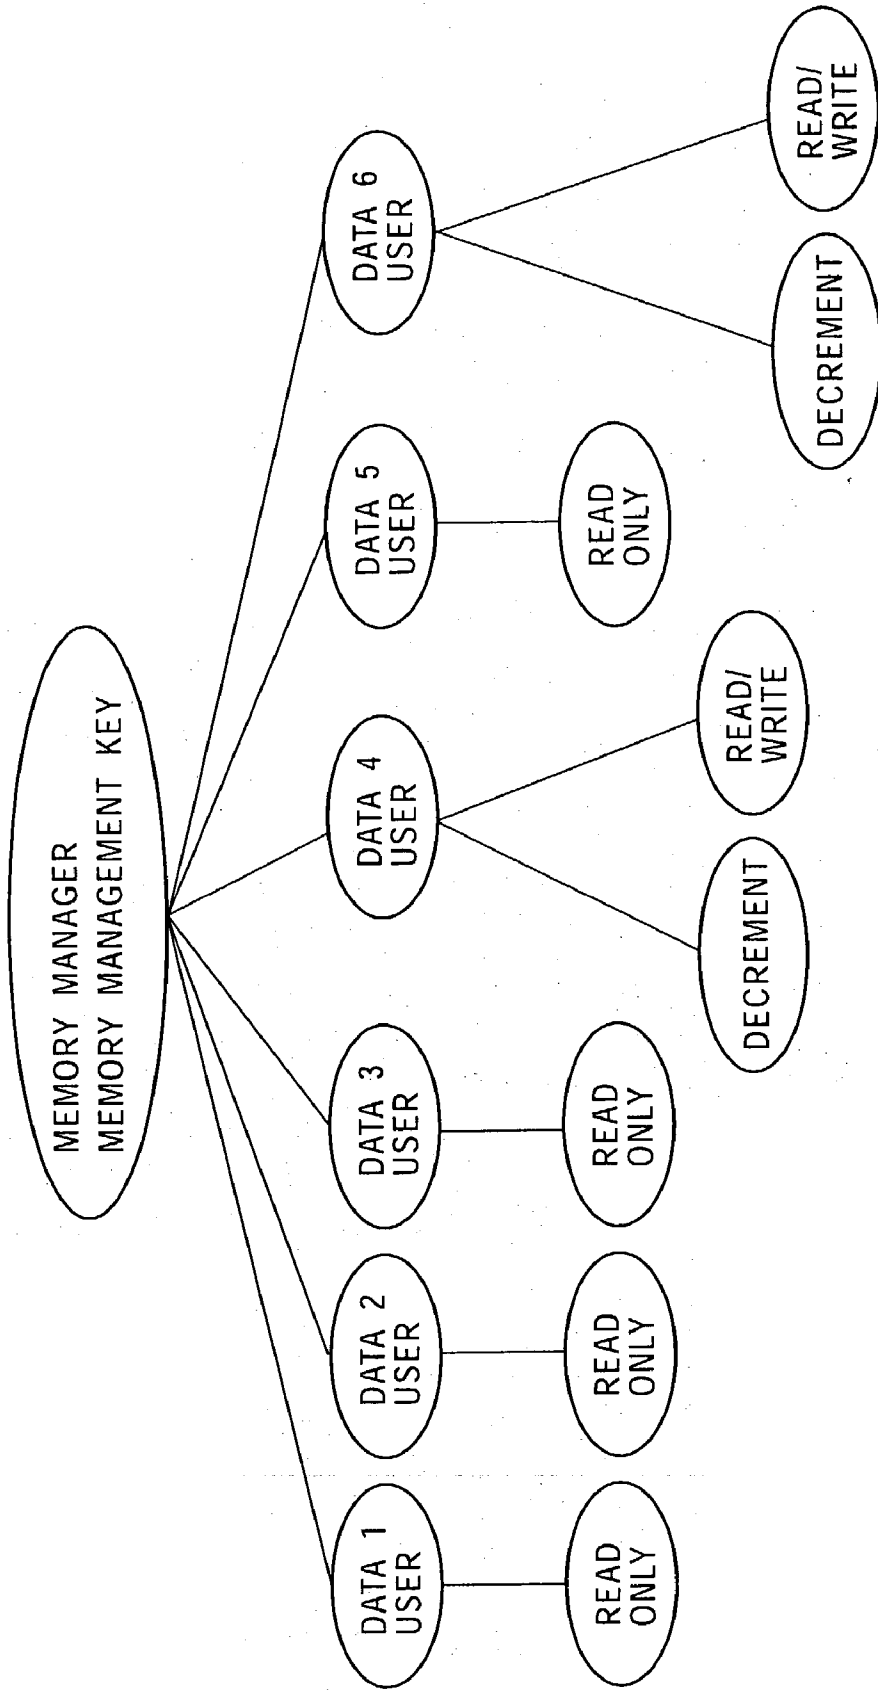 MEMORY MANAGER
MEMORY MANAGEMENT KEY
DATA 1
USER
DATA 2
USER
DATA 3
USER
DATA 4
USER
DATA 5
USER
DATA 6
USER
READ
ONLY
READ
ONLY
READ
ONLY
READ
ONLY
DECREMENT
READ/
WRITE
DECREMENT
READ/
WRITE